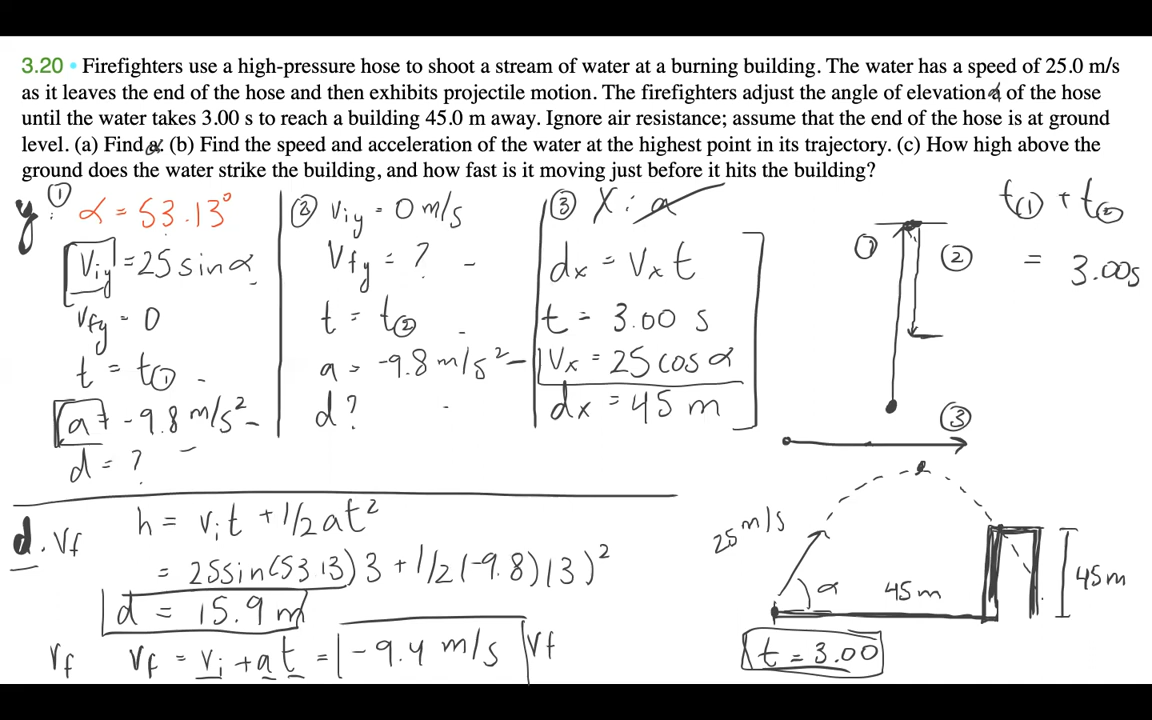 3.20 • Firefighters use a high-pressure hose to shoot a stream of water at a burning building. The water has a speed of 25.0 m/s
as it leaves the end of the hose and then exhibits projectile motion. The firefighters adjust the angle of elevation α of the hose
until the water takes 3.00 s to reach a building 45.0 m away. Ignore air resistance; assume that the end of the hose is at ground
level. (a) Find α. (b) Find the speed and acceleration of the water at the highest point in its trajectory. (c) How high above the
ground does the water strike the building, and how fast is it moving just before it hits the building?
y: ① α = 53.13°
Viy = 25 sin α
Vfy = 0
t = t①
a = -9.8 m/s²
d = ?
② Viy = 0 m/s
Vfy = ?
t = t②
a = -9.8 m/s²
d?
③ X: a
dx = Vx t
t = 3.00 s
Vx = 25 cos α
dx = 45 m
① ②
③
t① + t②
= 3.00s
d. Vf
h = Vit + 1/2 at²
= 25 sin(53.13) 3 + 1/2(-9.8)(3)²
d = 15.9 m
Vf Vf = Vi + at = -9.4 m/s Vf
25 m/s
α
45 m
45 m
t = 3.00